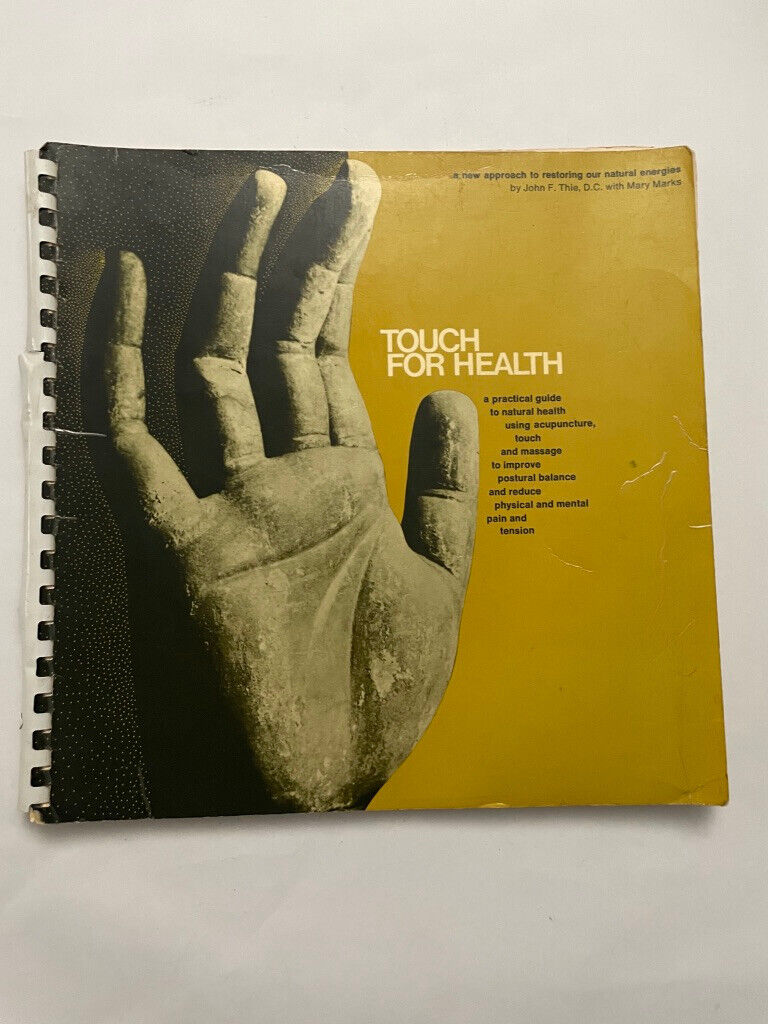 a new approach to restoring our natural energies
by John F. Thie, D.C. with Mary Marks
TOUCH
FOR HEALTH
a practical guide
to natural health
using acupuncture,
touch
and massage
to improve
postural balance
and reduce
physical and mental
pain and
tension